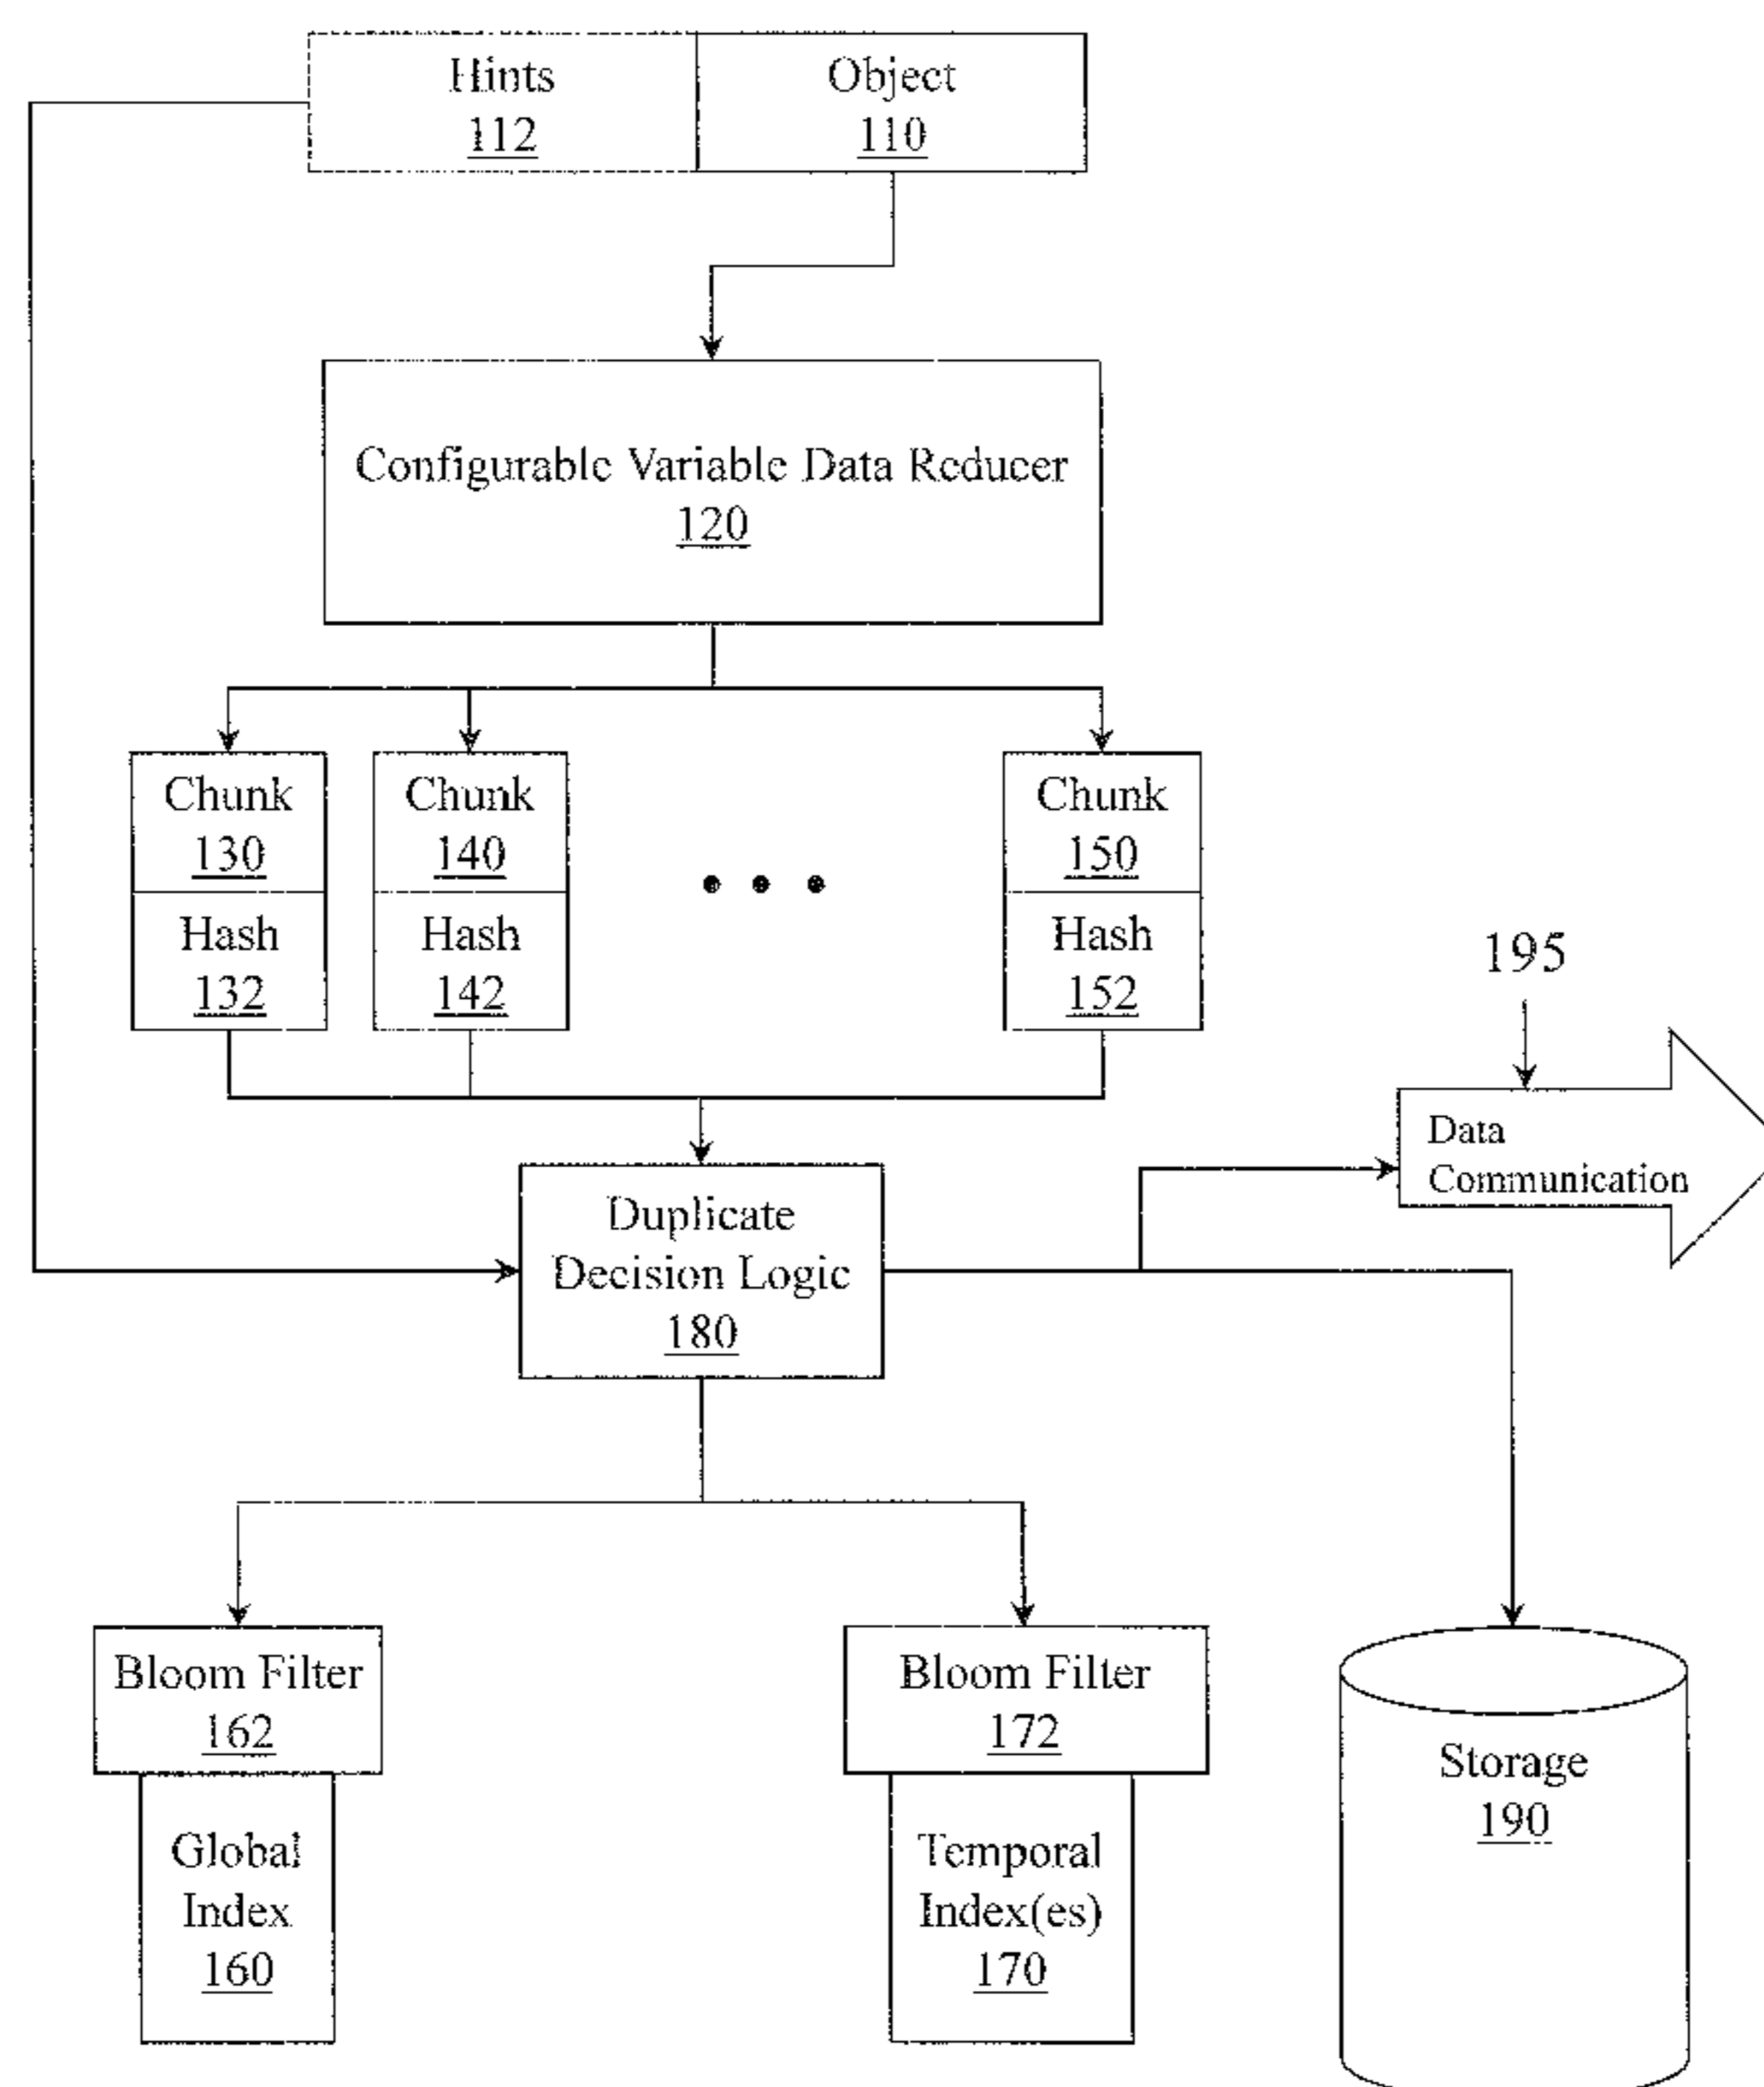 Hints
112
Object
110
Configurable Variable Data Reducer
120
Chunk
130
Hash
132
Chunk
140
Hash
142
Chunk
150
Hash
152
195
Data
Communication
Duplicate
Decision Logic
180
Bloom Filter
162
Global
Index
160
Bloom Filter
172
Temporal
Index(es)
170
Storage
190